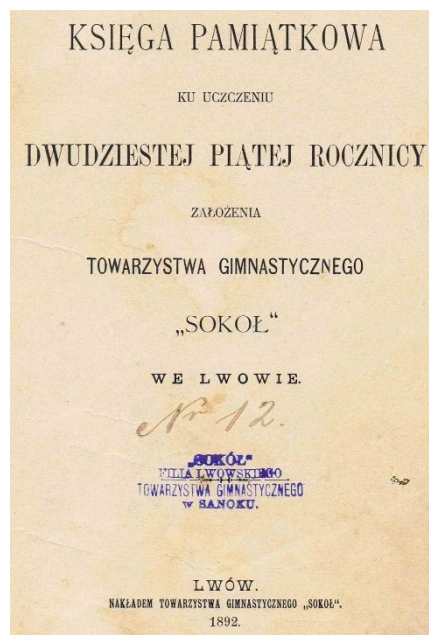 KSIĘGA PAMIĄTKOWA
KU UCZCZENIU
DWUDZIESTEJ PIĄTEJ ROCZNICY
ZAŁOŻENIA
TOWARZYSTWA GIMNASTYCZNEGO
„SOKOŁ“
WE LWOWIE.
Nr 12.
„SOKÓŁ“
FILIA LWOWSKIEGO
TOWARZYSTWA GIMNASTYCZNEGO
w SANOKU.
LWÓW.
NAKŁADEM TOWARZYSTWA GIMNASTYCZNEGO „SOKOŁ“.
1892.